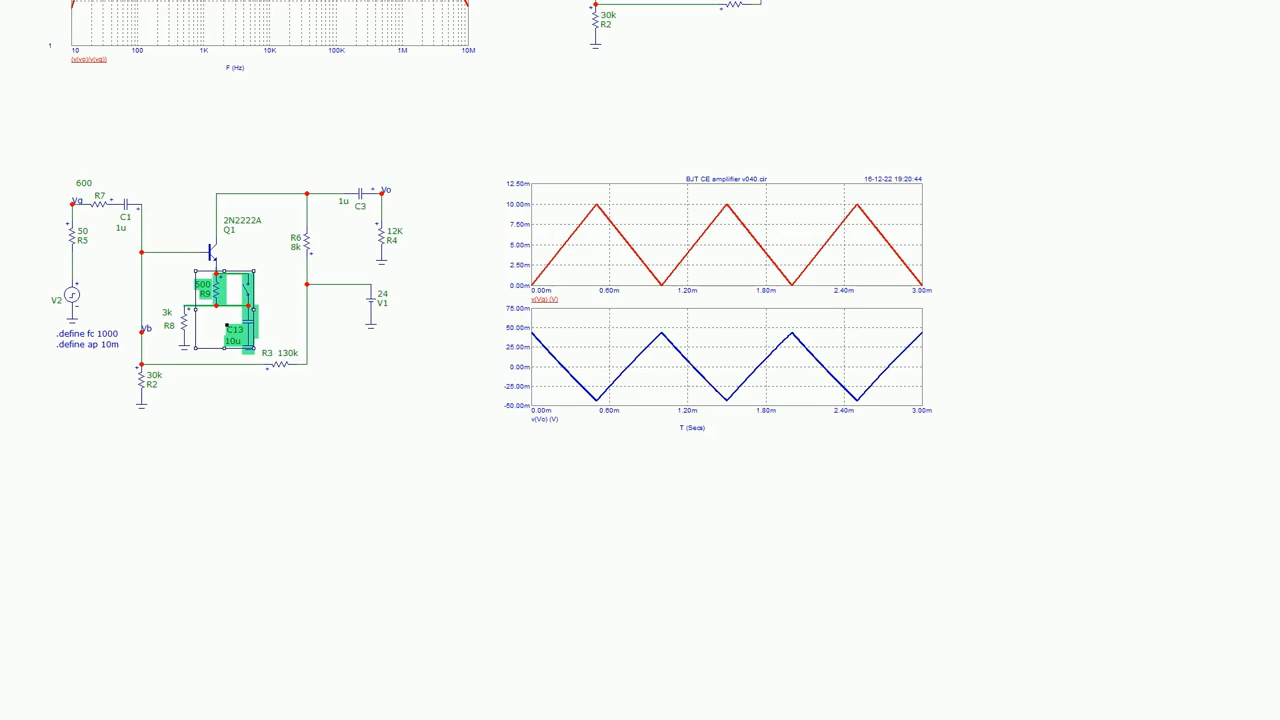 30k
R2
1
10
100
1K
10K
100K
1M
10M
(v(vo)/v(vg))
F (Hz)
600
Vg
R7
C1
1u
50
R5
V2
.define fc 1000
.define ap 10m
Vb
30k
R2
2N2222A
Q1
500
R9
3k
R8
C13
10u
R3 130k
R6
8k
1u
C3
Vo
12K
R4
24
V1
BJT CE amplifier v040.cir
16-12-22 19:20:44
12.50m
10.00m
7.50m
5.00m
2.50m
0.00m
0.00m
0.60m
1.20m
1.80m
2.40m
3.00m
v(Vg) (V)
75.00m
50.00m
25.00m
0.00m
-25.00m
-50.00m
0.00m
0.60m
1.20m
1.80m
2.40m
3.00m
v(Vo) (V)
T (Secs)